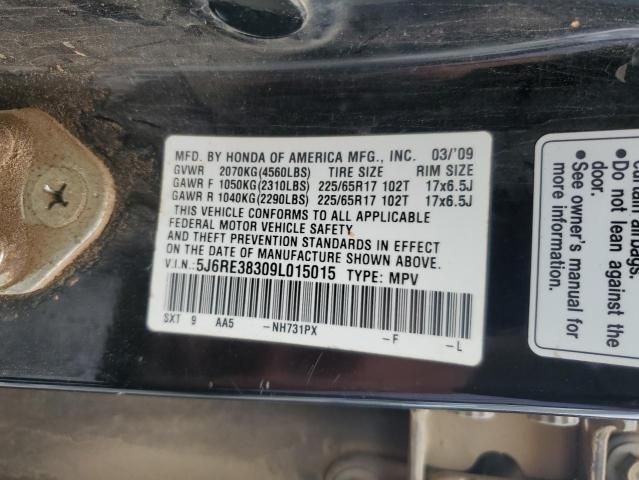 MFD. BY HONDA OF AMERICA MFG., INC. 03/'09
GVWR 2070KG(4560LBS) TIRE SIZE RIM SIZE
GAWR F 1050KG(2310LBS) 225/65R17 102T 17x6.5J
GAWR R 1040KG(2290LBS) 225/65R17 102T 17x6.5J
THIS VEHICLE CONFORMS TO ALL APPLICABLE
FEDERAL MOTOR VEHICLE SAFETY
AND THEFT PREVENTION STANDARDS IN EFFECT
ON THE DATE OF MANUFACTURE SHOWN ABOVE.
V.I.N.: 5J6RE38309L015015 TYPE: MPV
SXT 9 AA5 -NH731PX -F -L
airbags.
•Do not lean against the
door.
•See owner's manual for
more information.